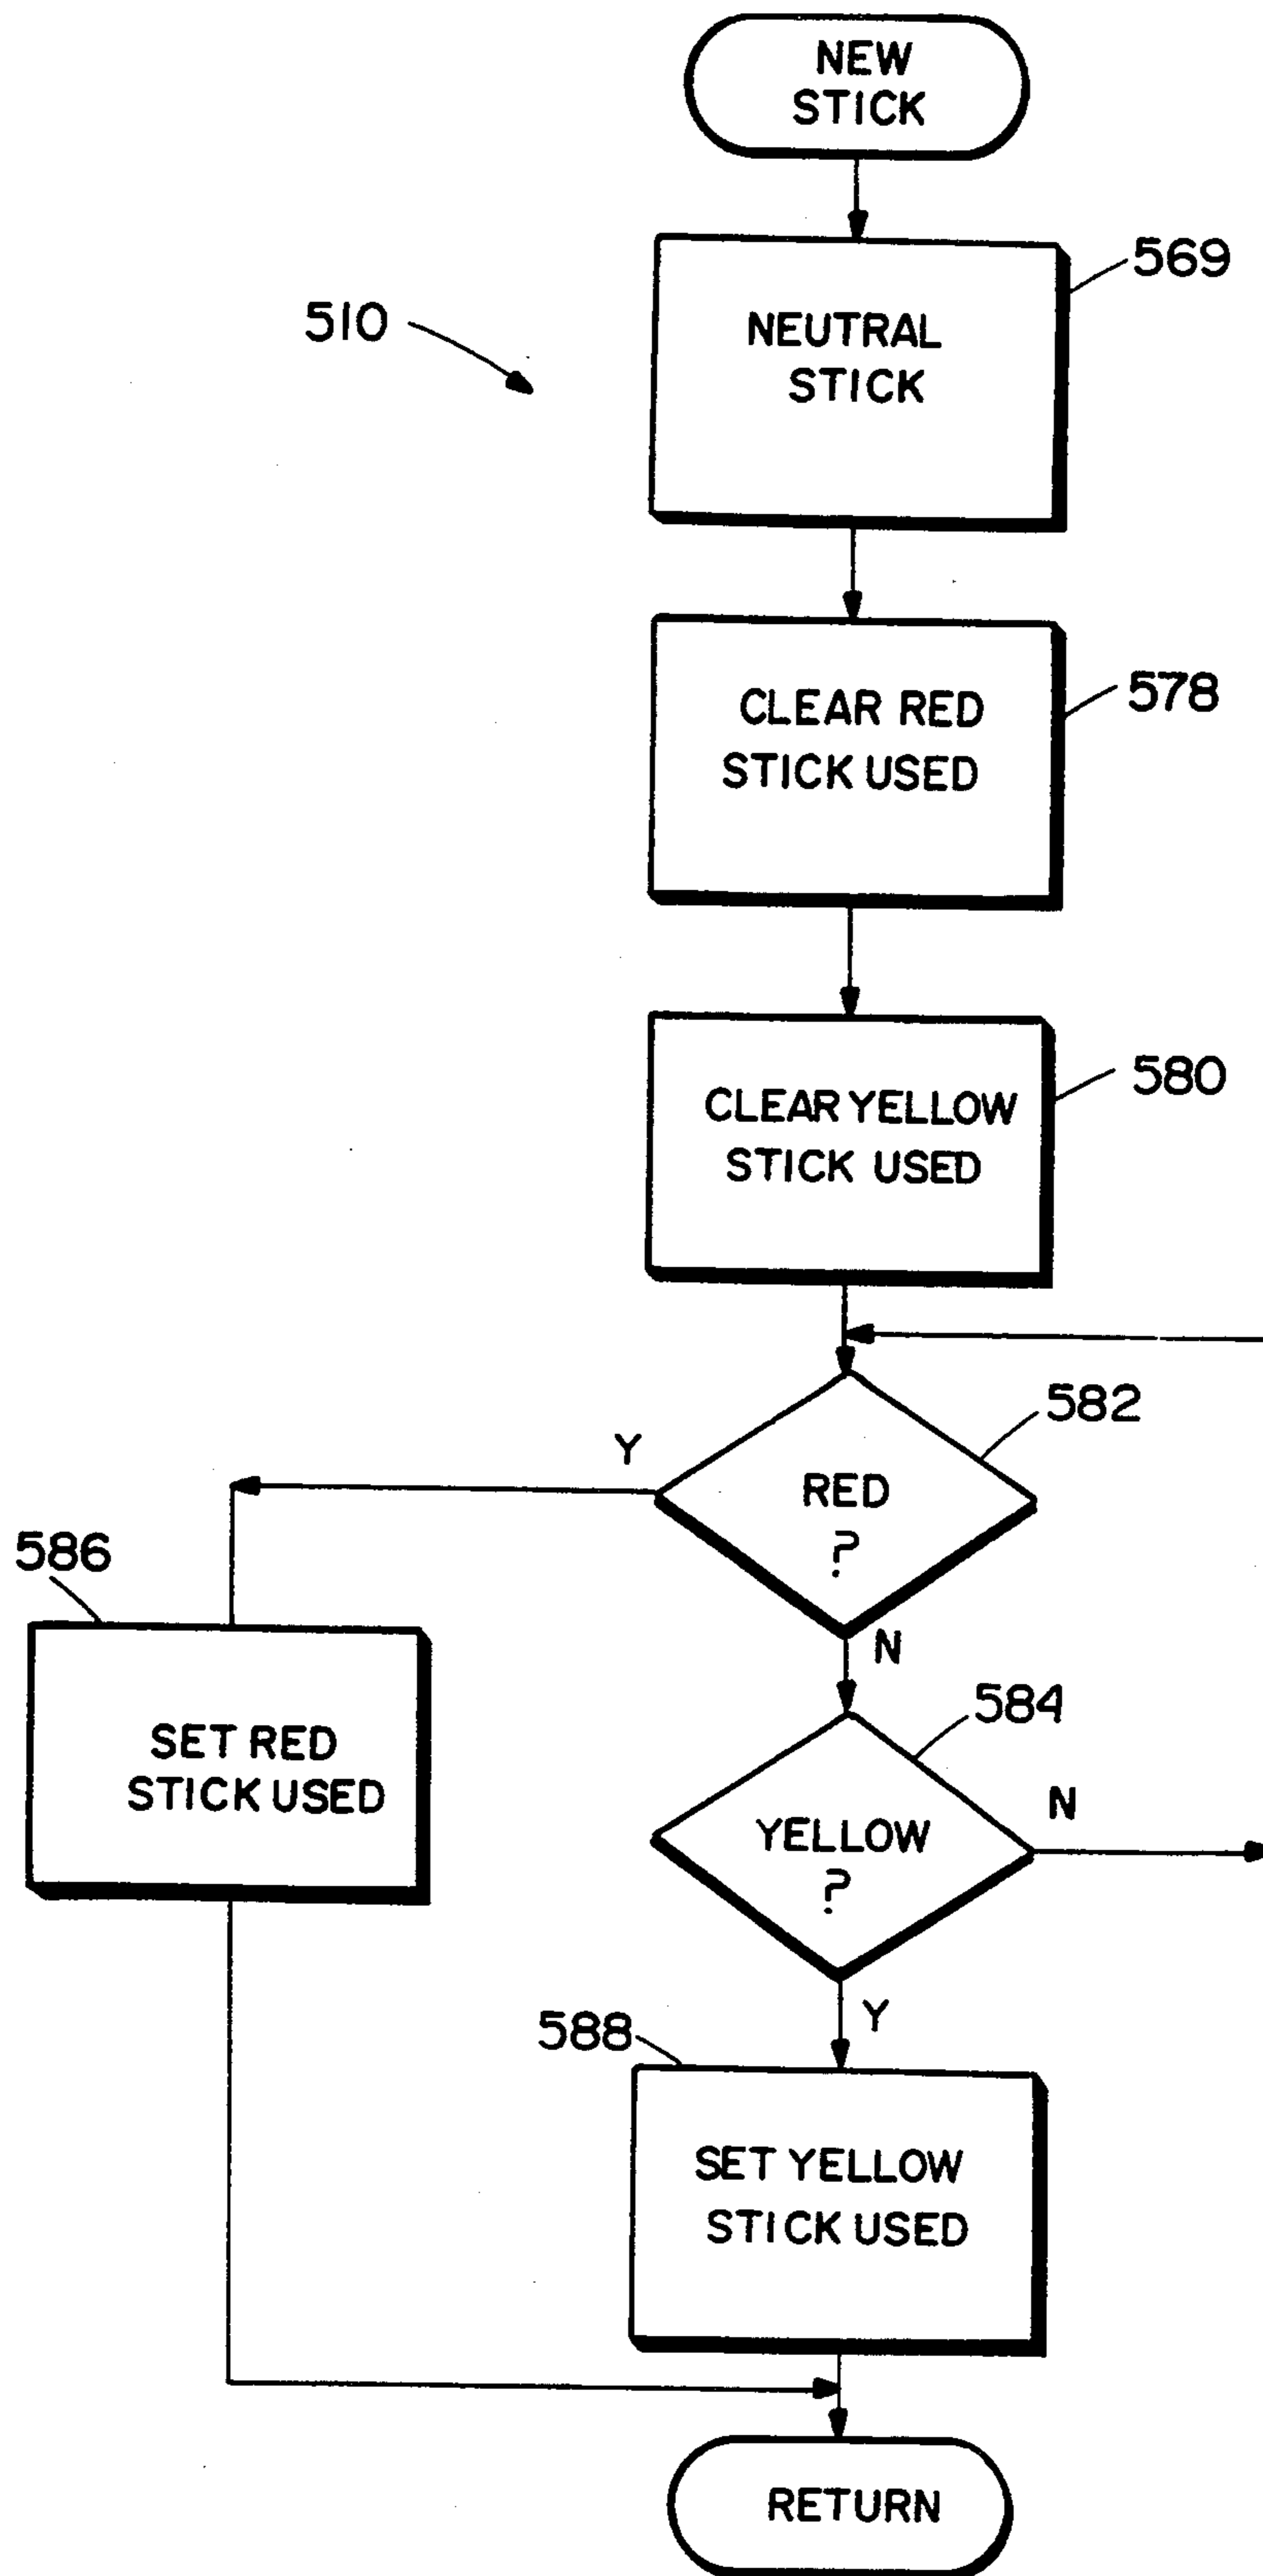 NEW
STICK
569
510
NEUTRAL
STICK
578
CLEAR RED
STICK USED
580
CLEAR YELLOW
STICK USED
582
Y
RED
?
586
N
584
SET RED
STICK USED
N
YELLOW
?
Y
588
SET YELLOW
STICK USED
RETURN